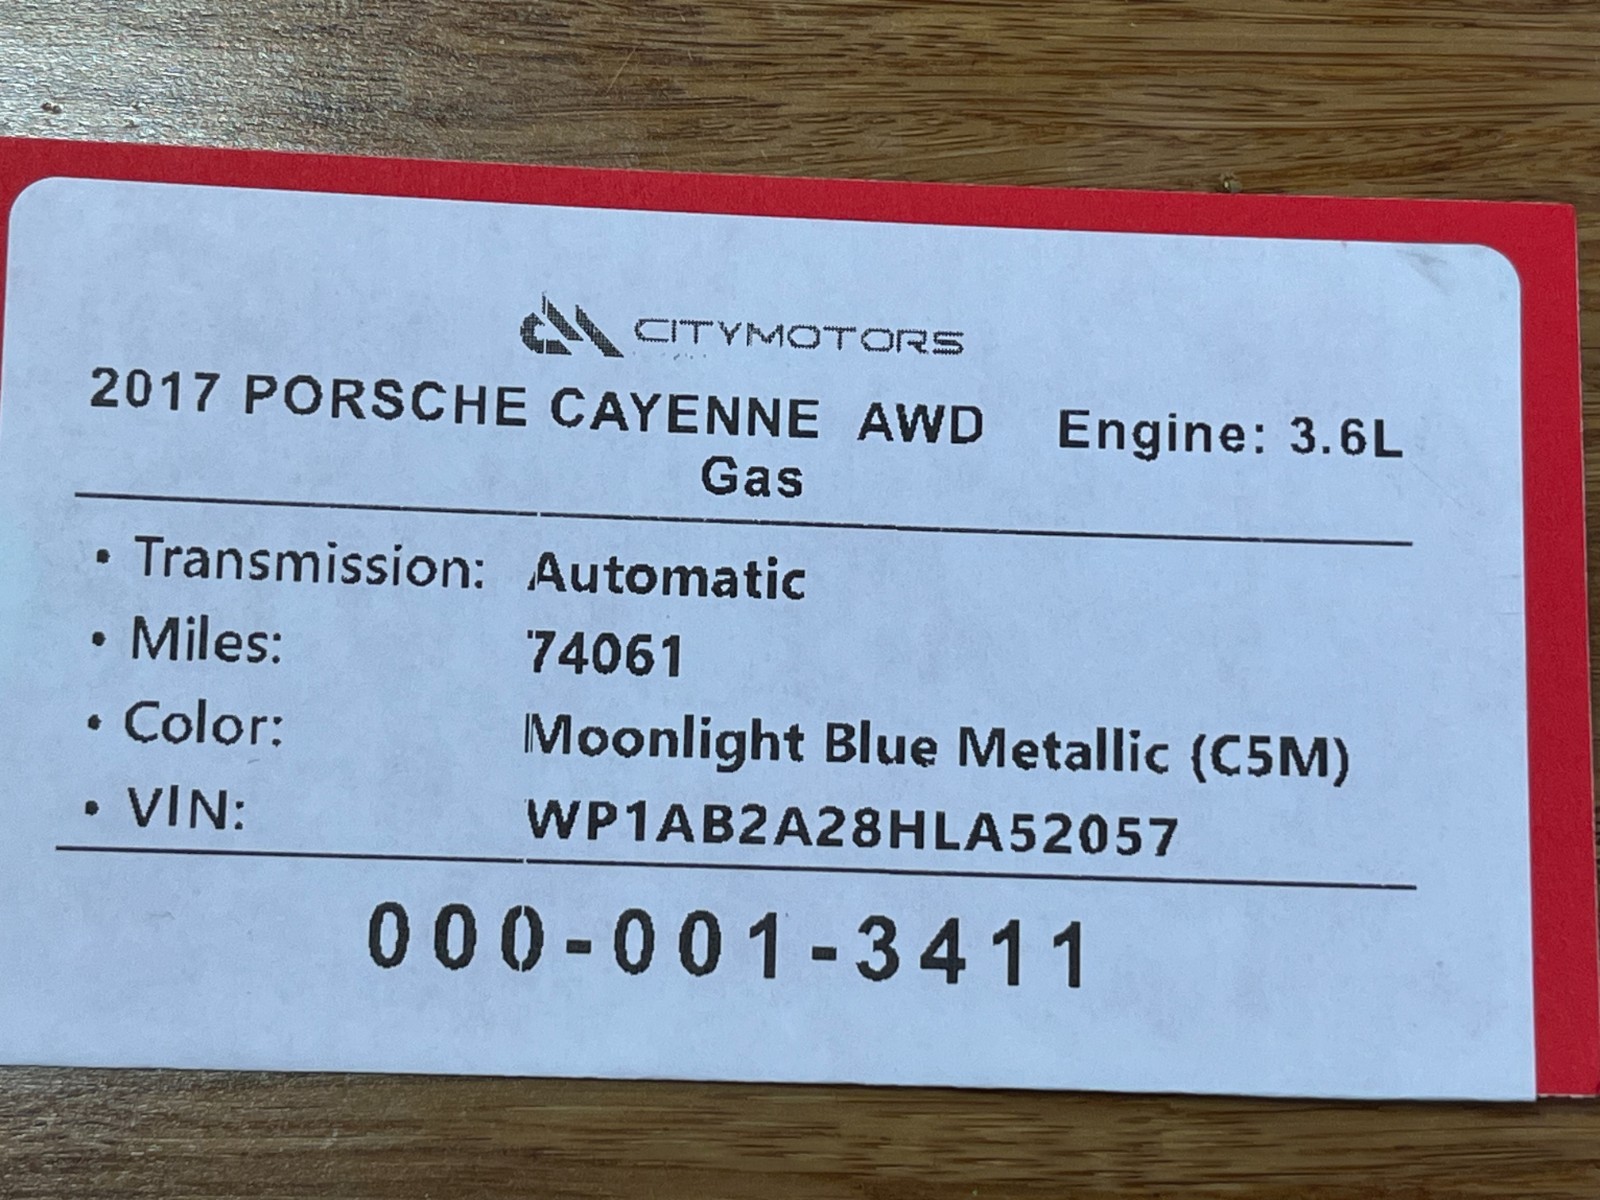 CITYMOTORS
2017 PORSCHE CAYENNE AWD Engine: 3.6L
Gas
• Transmission: Automatic
• Miles: 74061
• Color: Moonlight Blue Metallic (C5M)
• VIN: WP1AB2A28HLA52057
000-001-3411